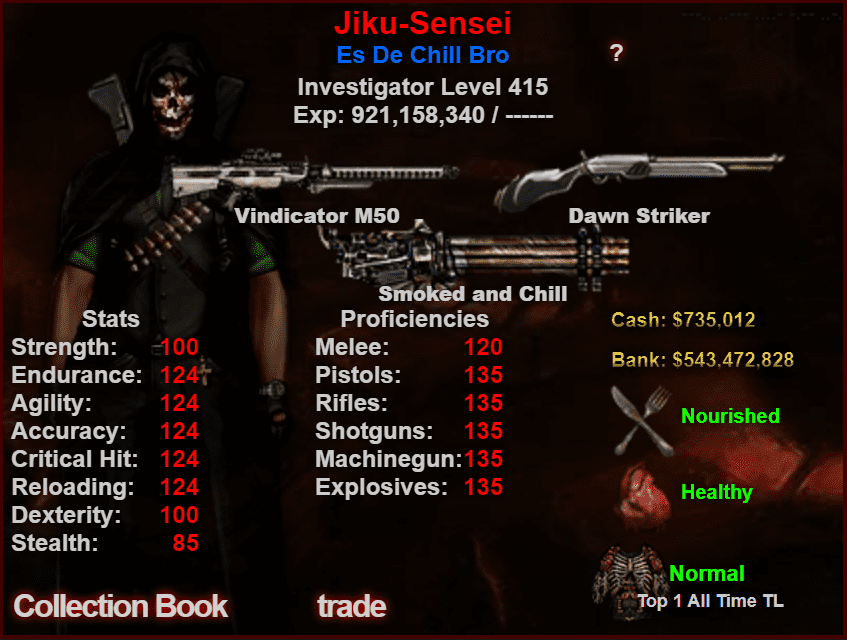 Jiku-Sensei
Es De Chill Bro
?
Investigator Level 415
Exp: 921,158,340 / ------
Vindicator M50
Dawn Striker
Smoked and Chill
Stats
Strength: 100
Endurance: 124
Agility: 124
Accuracy: 124
Critical Hit: 124
Reloading: 124
Dexterity: 100
Stealth: 85
Proficiencies
Melee: 120
Pistols: 135
Rifles: 135
Shotguns: 135
Machinegun: 135
Explosives: 135
Cash: $735,012
Bank: $543,472,828
Nourished
Healthy
Normal
Top 1 All Time TL
Collection Book
trade